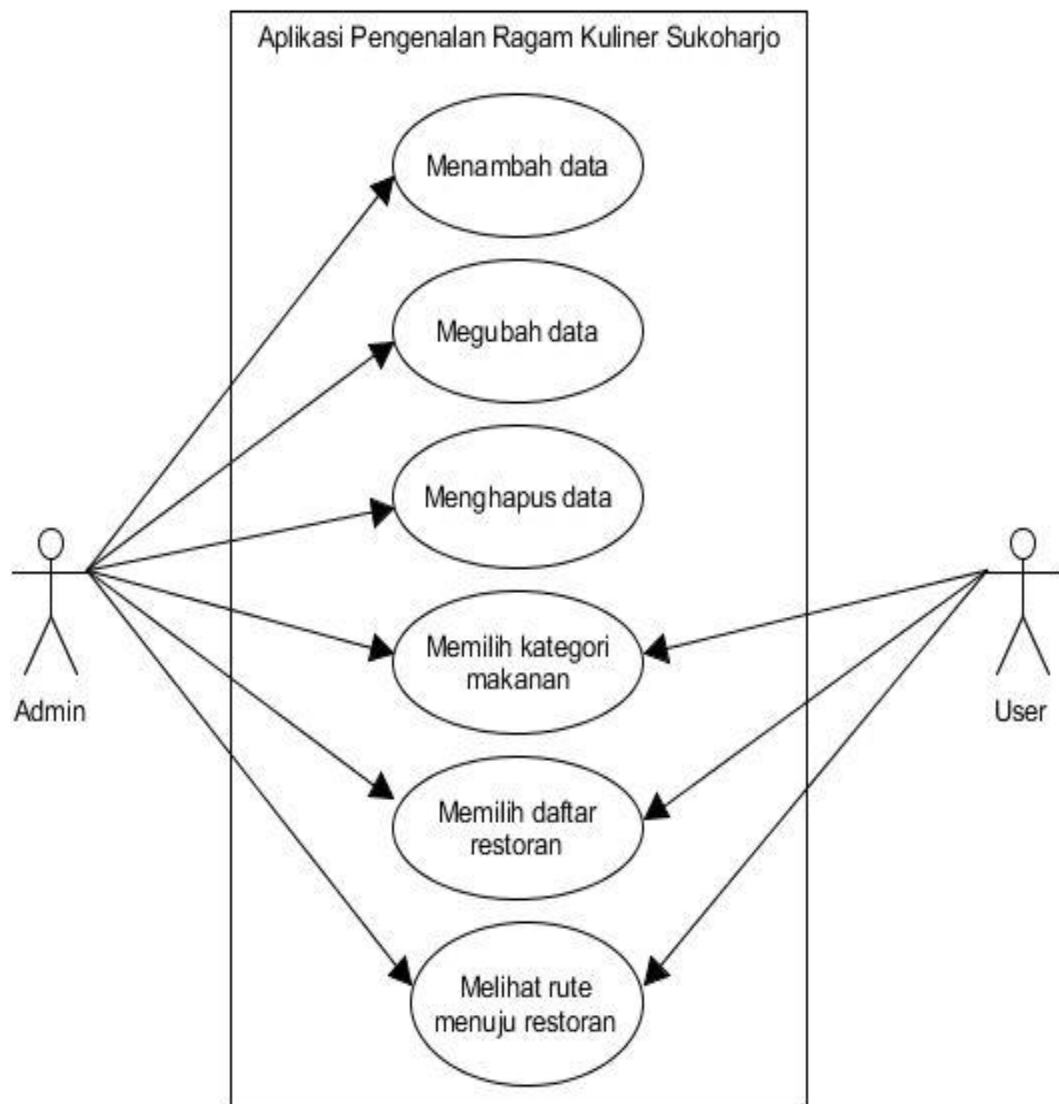 Aplikasi Pengenalan Ragam Kuliner Sukoharjo
Menambah data
Megubah data
Menghapus data
Memilih kategori
makanan
Admin
User
Memilih daftar
restoran
Melihat rute
menuju restoran